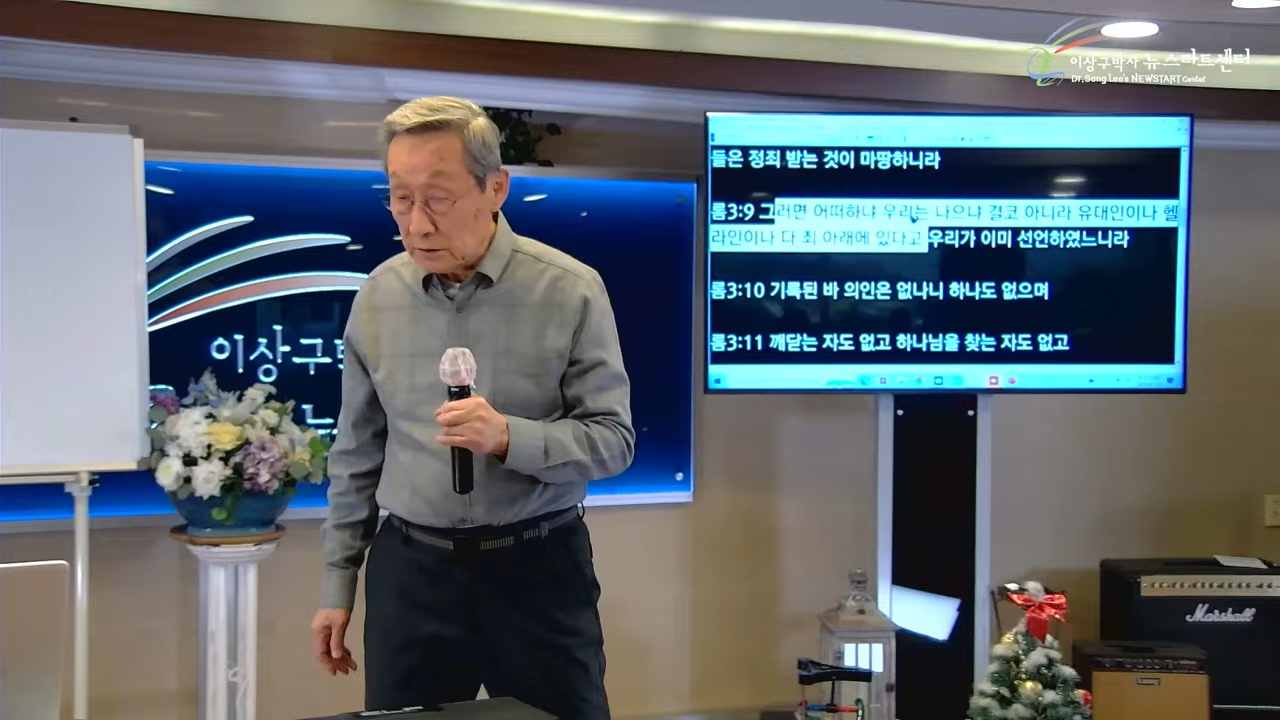 이상구박사 뉴스타트센터
Dr. Sang Lee's NEWSTART Center
들은 정죄 받는 것이 마땅하니라
롬3:9 그러면 어떠하냐 우리는 나으냐 결코 아니라 유대인이나 헬
라인이나 다 죄 아래에 있다고 우리가 이미 선언하였느니라
롬3:10 기록된 바 의인은 없나니 하나도 없으며
롬3:11 깨닫는 자도 없고 하나님을 찾는 자도 없고
이상구
Marshall